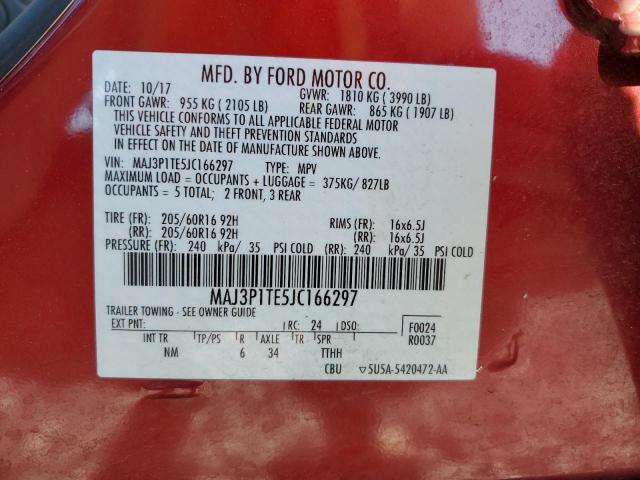 MFD. BY FORD MOTOR CO.
DATE: 10/17 GVWR: 1810 KG ( 3990 LB)
FRONT GAWR: 955 KG ( 2105 LB) REAR GAWR: 865 KG ( 1907 LB)
THIS VEHICLE CONFORMS TO ALL APPLICABLE FEDERAL MOTOR
VEHICLE SAFETY AND THEFT PREVENTION STANDARDS
IN EFFECT ON THE DATE OF MANUFACTURE SHOWN ABOVE.
VIN: MAJ3P1TE5JC166297 TYPE: MPV
MAXIMUM LOAD = OCCUPANTS + LUGGAGE = 375KG/ 827LB
OCCUPANTS = 5 TOTAL; 2 FRONT, 3 REAR
TIRE (FR): 205/60R16 92H RIMS (FR): 16x6.5J
(RR): 205/60R16 92H (RR): 16x6.5J
PRESSURE (FR): 240 kPa/ 35 PSI COLD (RR): 240 kPa/ 35 PSI COLD
MAJ3P1TE5JC166297
TRAILER TOWING - SEE OWNER GUIDE
EXT PNT: RC: 24 DSO: F0024
INT TR TP/PS R AXLE TR SPR R0037
NM 6 34 TTHH
CBU ▽5U5A-5420472-AA